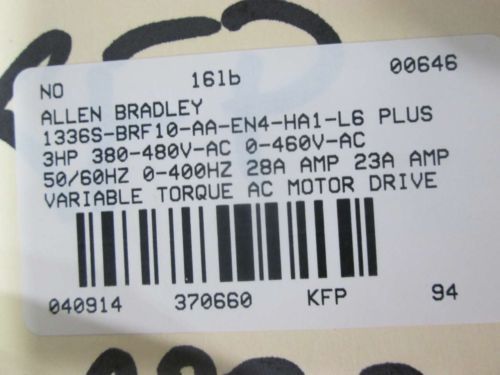 NO 16lb 00646
ALLEN BRADLEY
1336S-BRF10-AA-EN4-HA1-L6 PLUS
3HP 380-480V-AC 0-460V-AC
50/60HZ 0-400HZ 28A AMP 23A AMP
VARIABLE TORQUE AC MOTOR DRIVE
040914 370660 KFP 94